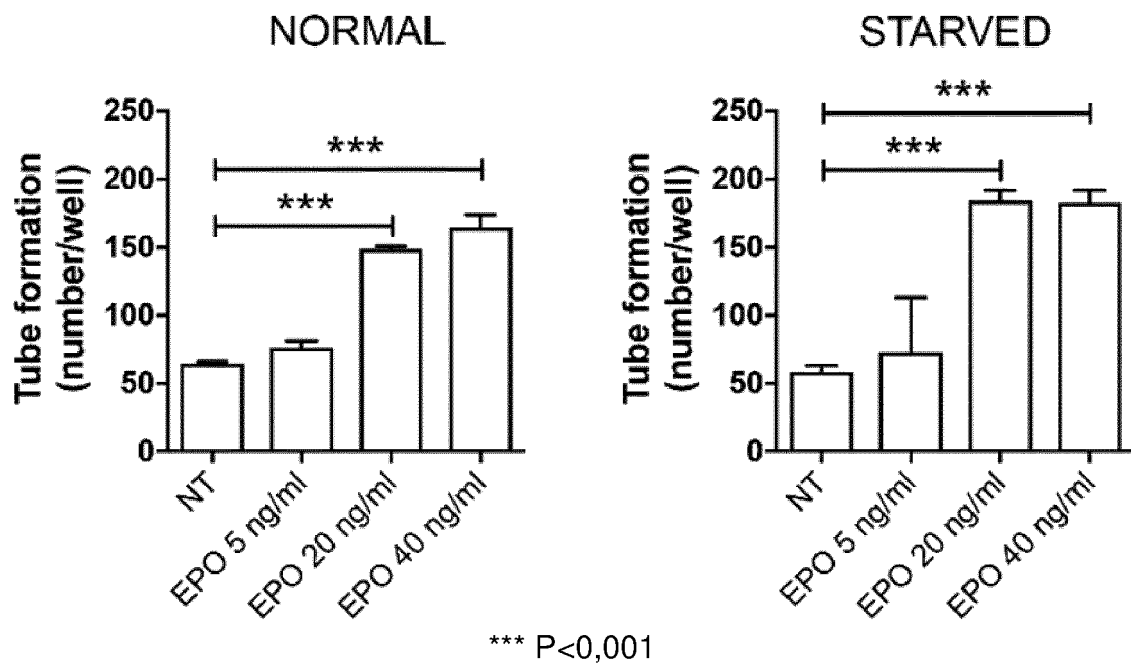 NORMAL
Tube formation
(number/well)
250
200
150
100
50
0
***
***
NT
EPO 5 ng/ml
EPO 20 ng/ml
EPO 40 ng/ml
STARVED
Tube formation
(number/well)
250
200
150
100
50
0
***
***
NT
EPO 5 ng/ml
EPO 20 ng/ml
EPO 40 ng/ml
*** P<0,001